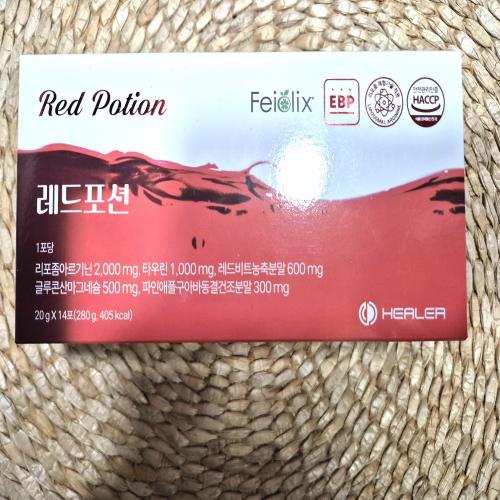 Red Potion
Feiolix
EBP
HACCP
레드포션
1포당
리포좀아르기닌 2,000 mg, 타우린 1,000 mg, 레드비트농축분말 600 mg
글루콘산마그네슘 500 mg, 파인애플구아바동결건조분말 300 mg
20 g X 14포(280 g, 405 kcal)
HEALER